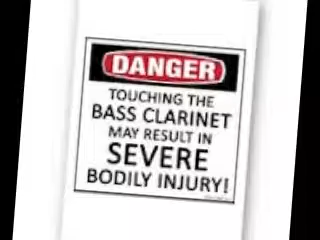 DANGER
TOUCHING THE
BASS CLARINET
MAY RESULT IN
SEVERE
BODILY INJURY!